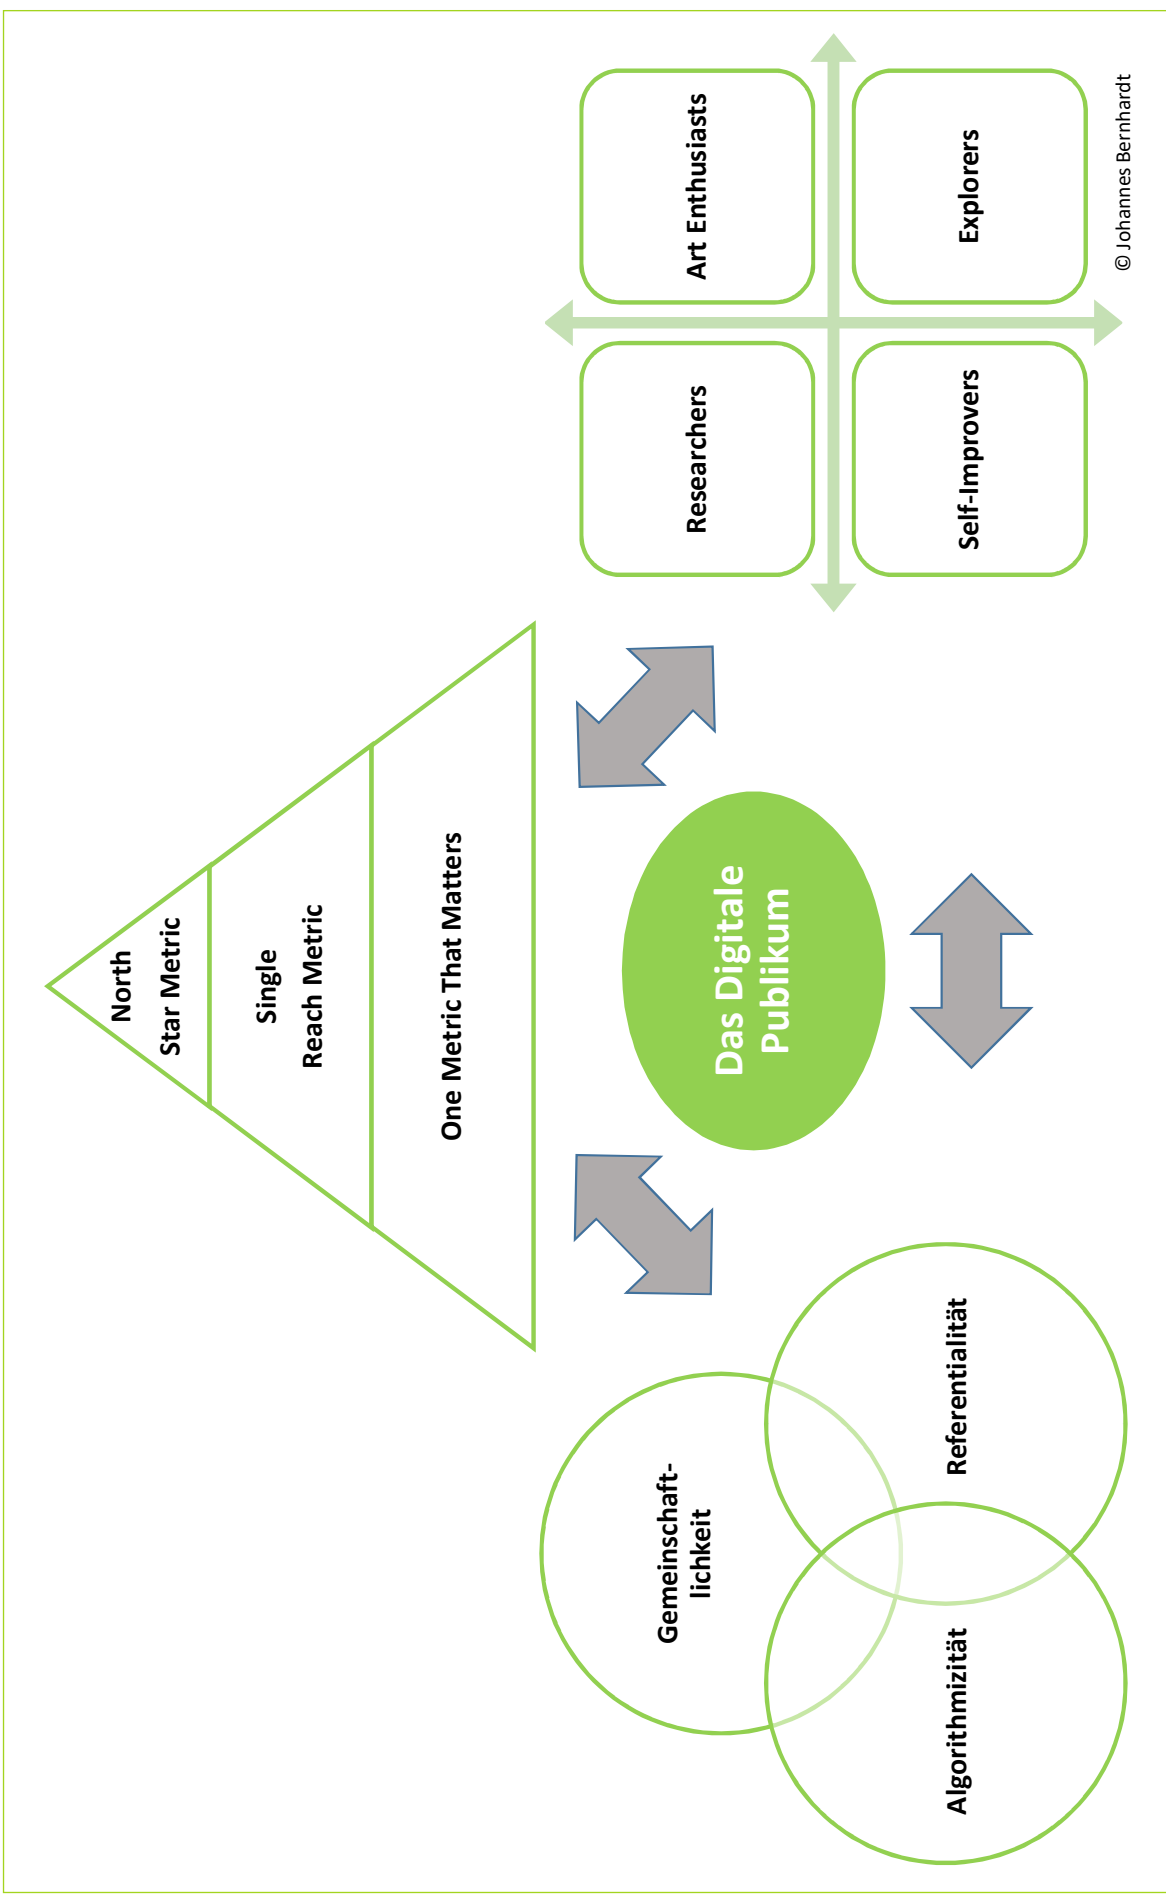 North
Star Metric
Single
Reach Metric
One Metric That Matters
Das Digitale
Publikum
Gemeinschaft-
lichkeit
Algorithmizität
Referentialität
Researchers
Art Enthusiasts
Self-Improvers
Explorers
© Johannes Bernhardt